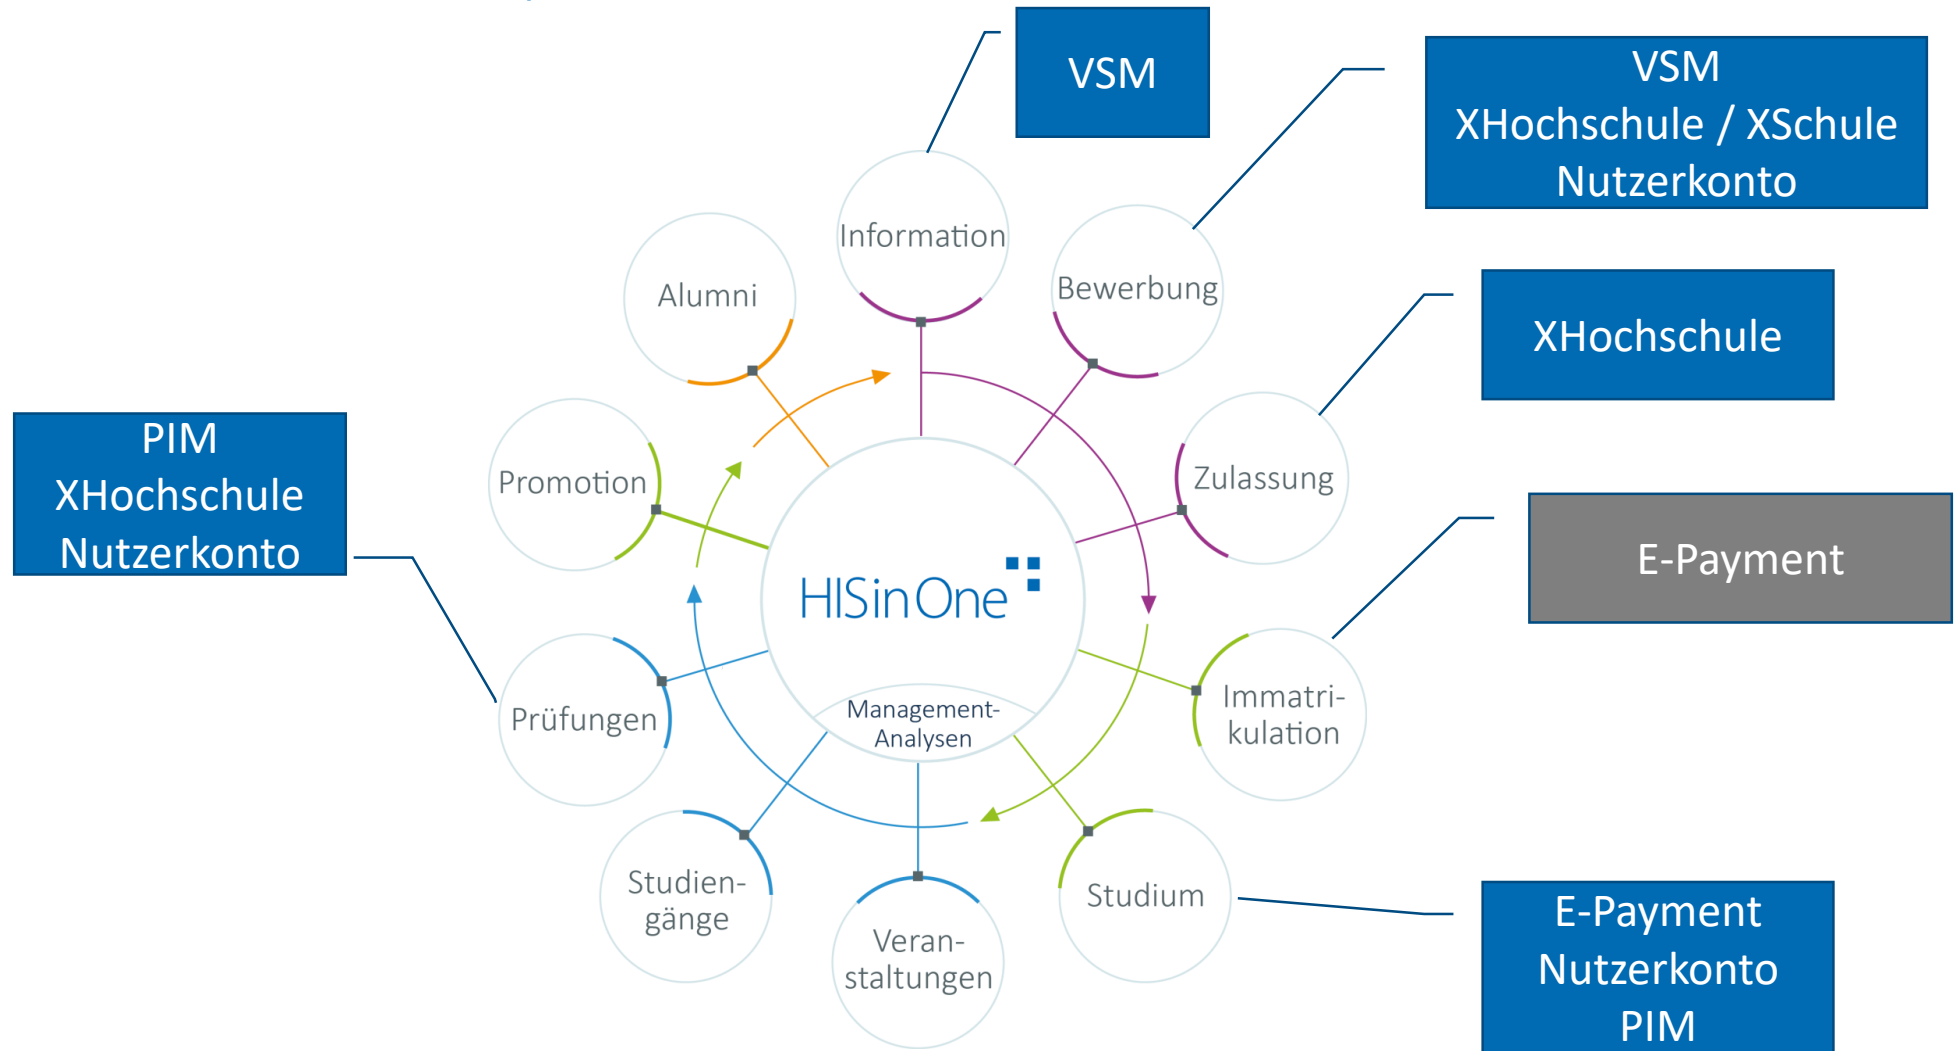 VSM
VSM
XHochschule / XSchule
Nutzerkonto
Information
Bewerbung
Alumni
XHochschule
PIM
XHochschule
Nutzerkonto
Promotion
Zulassung
E-Payment
HISinOne
Prüfungen
Management-
Analysen
Immatri-
kulation
Studien-
gänge
Veran-
staltungen
Studium
E-Payment
Nutzerkonto
PIM